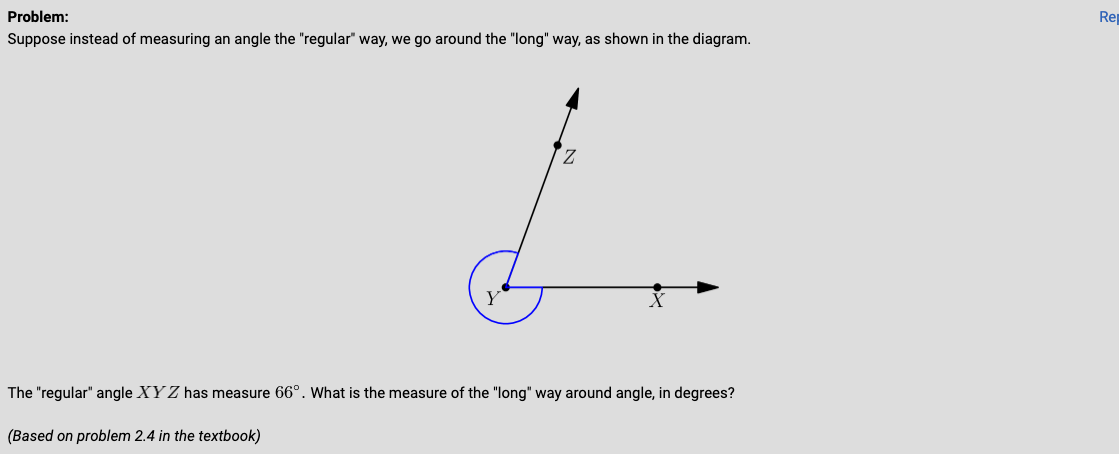 Problem:
Suppose instead of measuring an angle the "regular" way, we go around the "long" way, as shown in the diagram.
Z
Y
X
The "regular" angle XYZ has measure 66°. What is the measure of the "long" way around angle, in degrees?
(Based on problem 2.4 in the textbook)